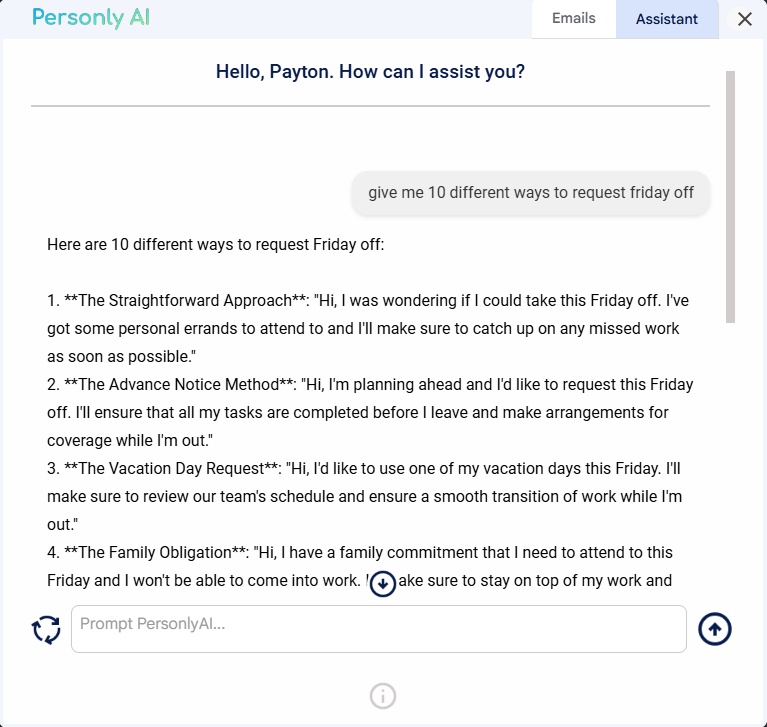 Personly AI
Emails
Assistant
Hello, Payton. How can I assist you?
give me 10 different ways to request friday off
Here are 10 different ways to request Friday off:
1. **The Straightforward Approach**: "Hi, I was wondering if I could take this Friday off. I've
got some personal errands to attend to and I'll make sure to catch up on any missed work
as soon as possible."
2. **The Advance Notice Method**: "Hi, I'm planning ahead and I'd like to request this Friday
off. I'll ensure that all my tasks are completed before I leave and make arrangements for
coverage while I'm out."
3. **The Vacation Day Request**: "Hi, I'd like to use one of my vacation days this Friday. I'll
make sure to review our team's schedule and ensure a smooth transition of work while I'm
out."
4. **The Family Obligation**: "Hi, I have a family commitment that I need to attend to this
Friday and I won't be able to come into work. ake sure to stay on top of my work and
Prompt PersonlyAI...